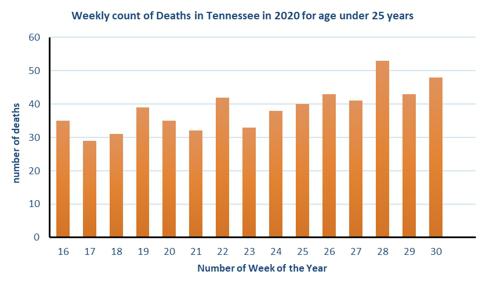 Weekly count of Deaths in Tennessee in 2020 for age under 25 years
number of deaths
60
50
40
30
20
10
0
16 17 18 19 20 21 22 23 24 25 26 27 28 29 30
Number of Week of the Year